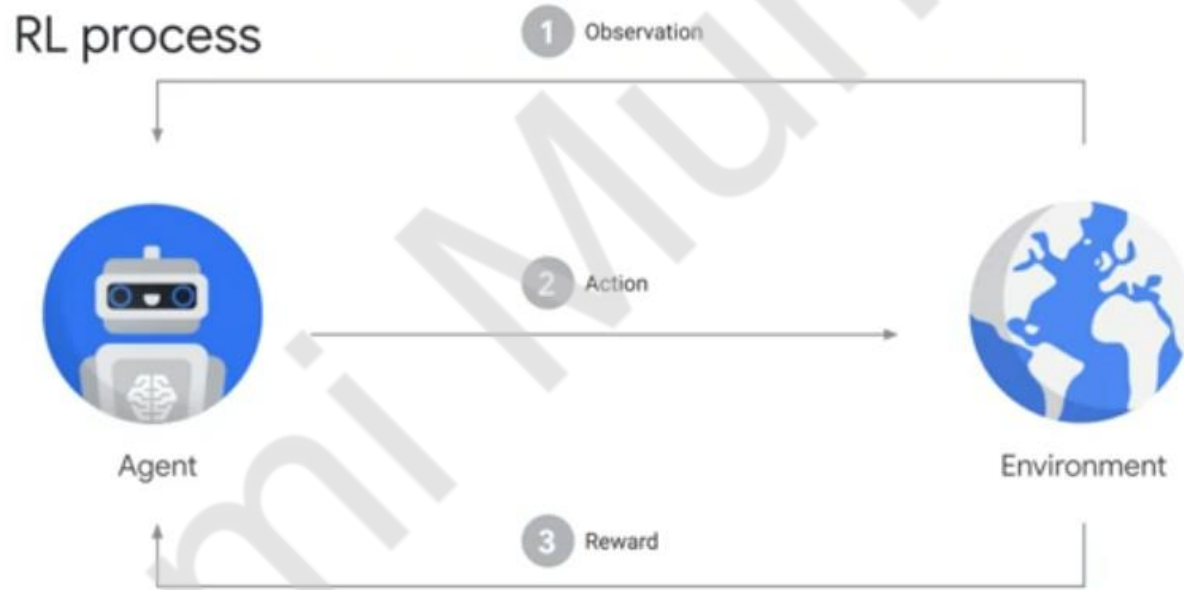 RL process
1 Observation
2 Action
Agent
Environment
3 Reward